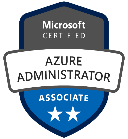 Microsoft
CERTIFIED
AZURE
ADMINISTRATOR
ASSOCIATE